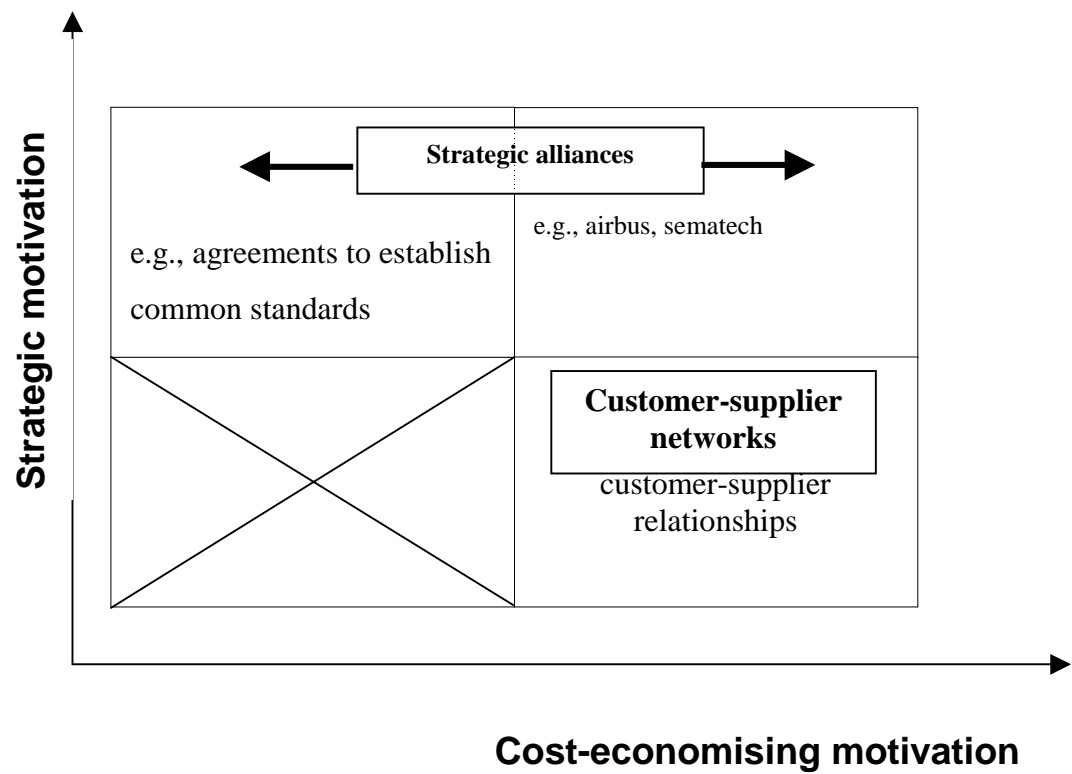 Strategic motivation
Strategic alliances
e.g., airbus, sematech
e.g., agreements to establish
common standards
Customer-supplier
networks
customer-supplier
relationships
Cost-economising motivation